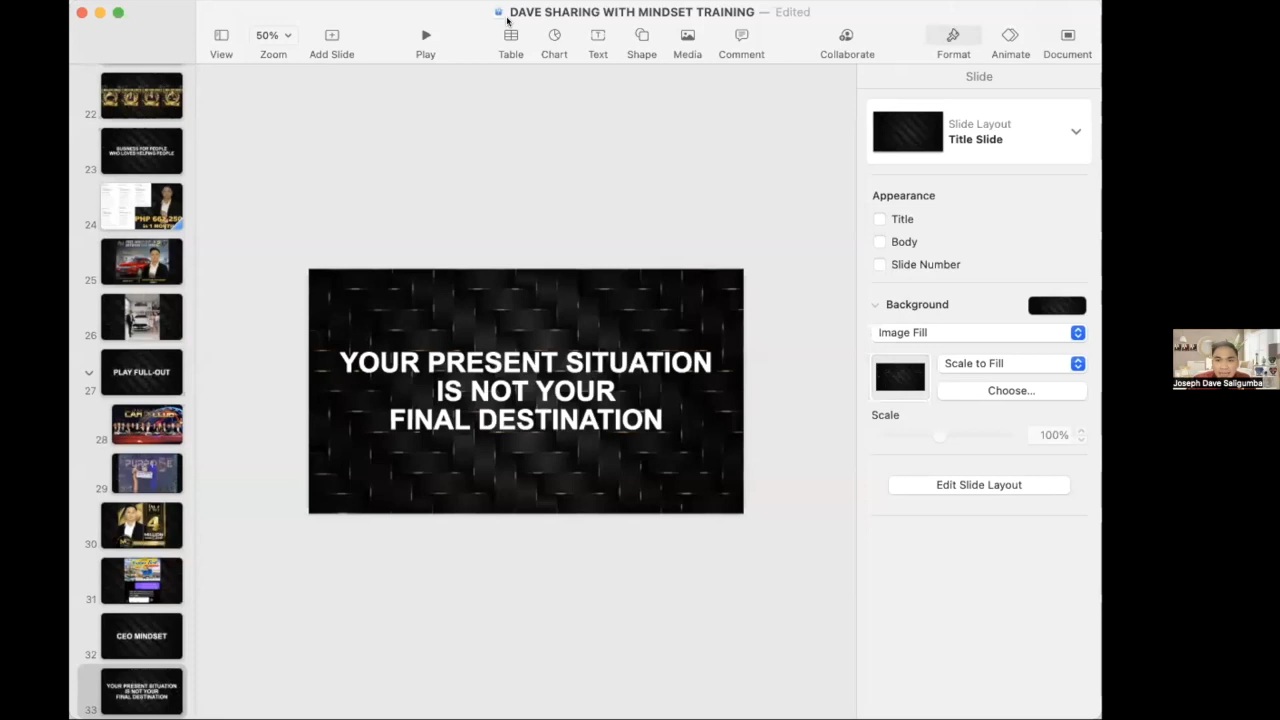 DAVE SHARING WITH MINDSET TRAINING — Edited
View
50%
Zoom
Add Slide
Play
Table
Chart
Text
Shape
Media
Comment
Collaborate
Format
Animate
Document
22
BUSINESS FOR PEOPLE
WHO LOVES HELPING PEOPLE
23
24
25
26
PLAY FULL-OUT
27
28
29
30
31
CEO MINDSET
32
YOUR PRESENT SITUATION
IS NOT YOUR
FINAL DESTINATION
33
YOUR PRESENT SITUATION
IS NOT YOUR
FINAL DESTINATION
Slide
Slide Layout
Title Slide
Appearance
Title
Body
Slide Number
Background
Image Fill
Scale to Fill
Choose...
Scale
100%
Edit Slide Layout
Joseph Dave Saligumba